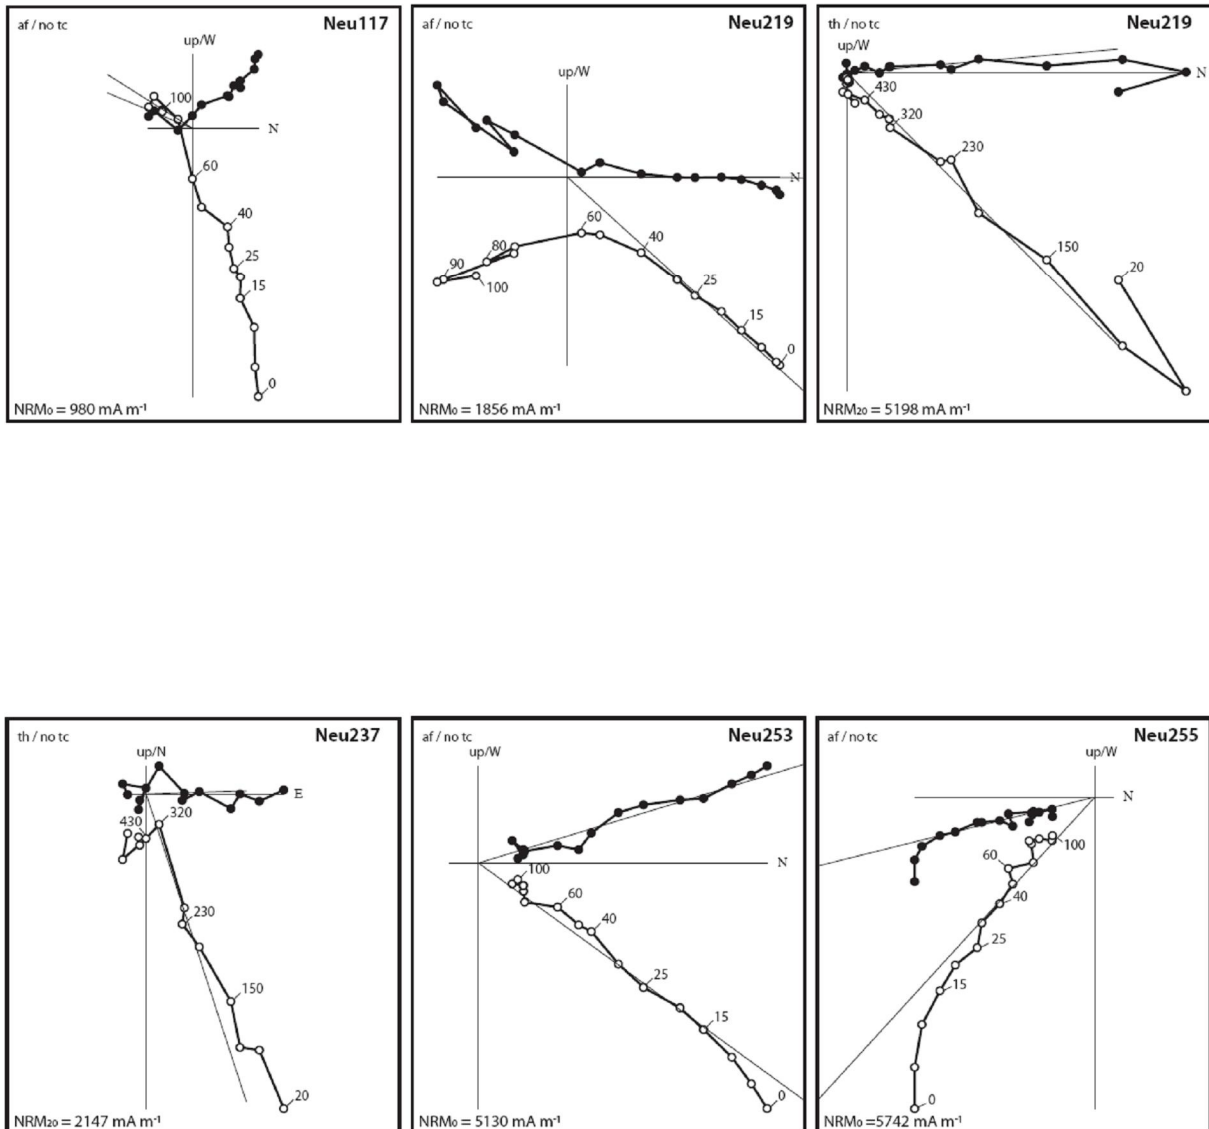 af / no tc Neu117
up/W
100
N
60
40
25
15
0
NRM₀ = 980 mA m⁻¹
af / no tc Neu219
up/W
N
60
80
40
90
100
25
15
0
NRM₀ = 1856 mA m⁻¹
th / no tc Neu219
up/W
N
430
320
230
150
20
NRM₂₀ = 5198 mA m⁻¹
th / no tc Neu237
up/N
E
320
430
230
150
20
NRM₂₀ = 2147 mA m⁻¹
af / no tc Neu253
up/W
N
100
60
40
25
15
0
NRM₀ = 5130 mA m⁻¹
af / no tc Neu255
up/W
N
100
60
40
25
15
0
NRM₀ =5742 mA m⁻¹